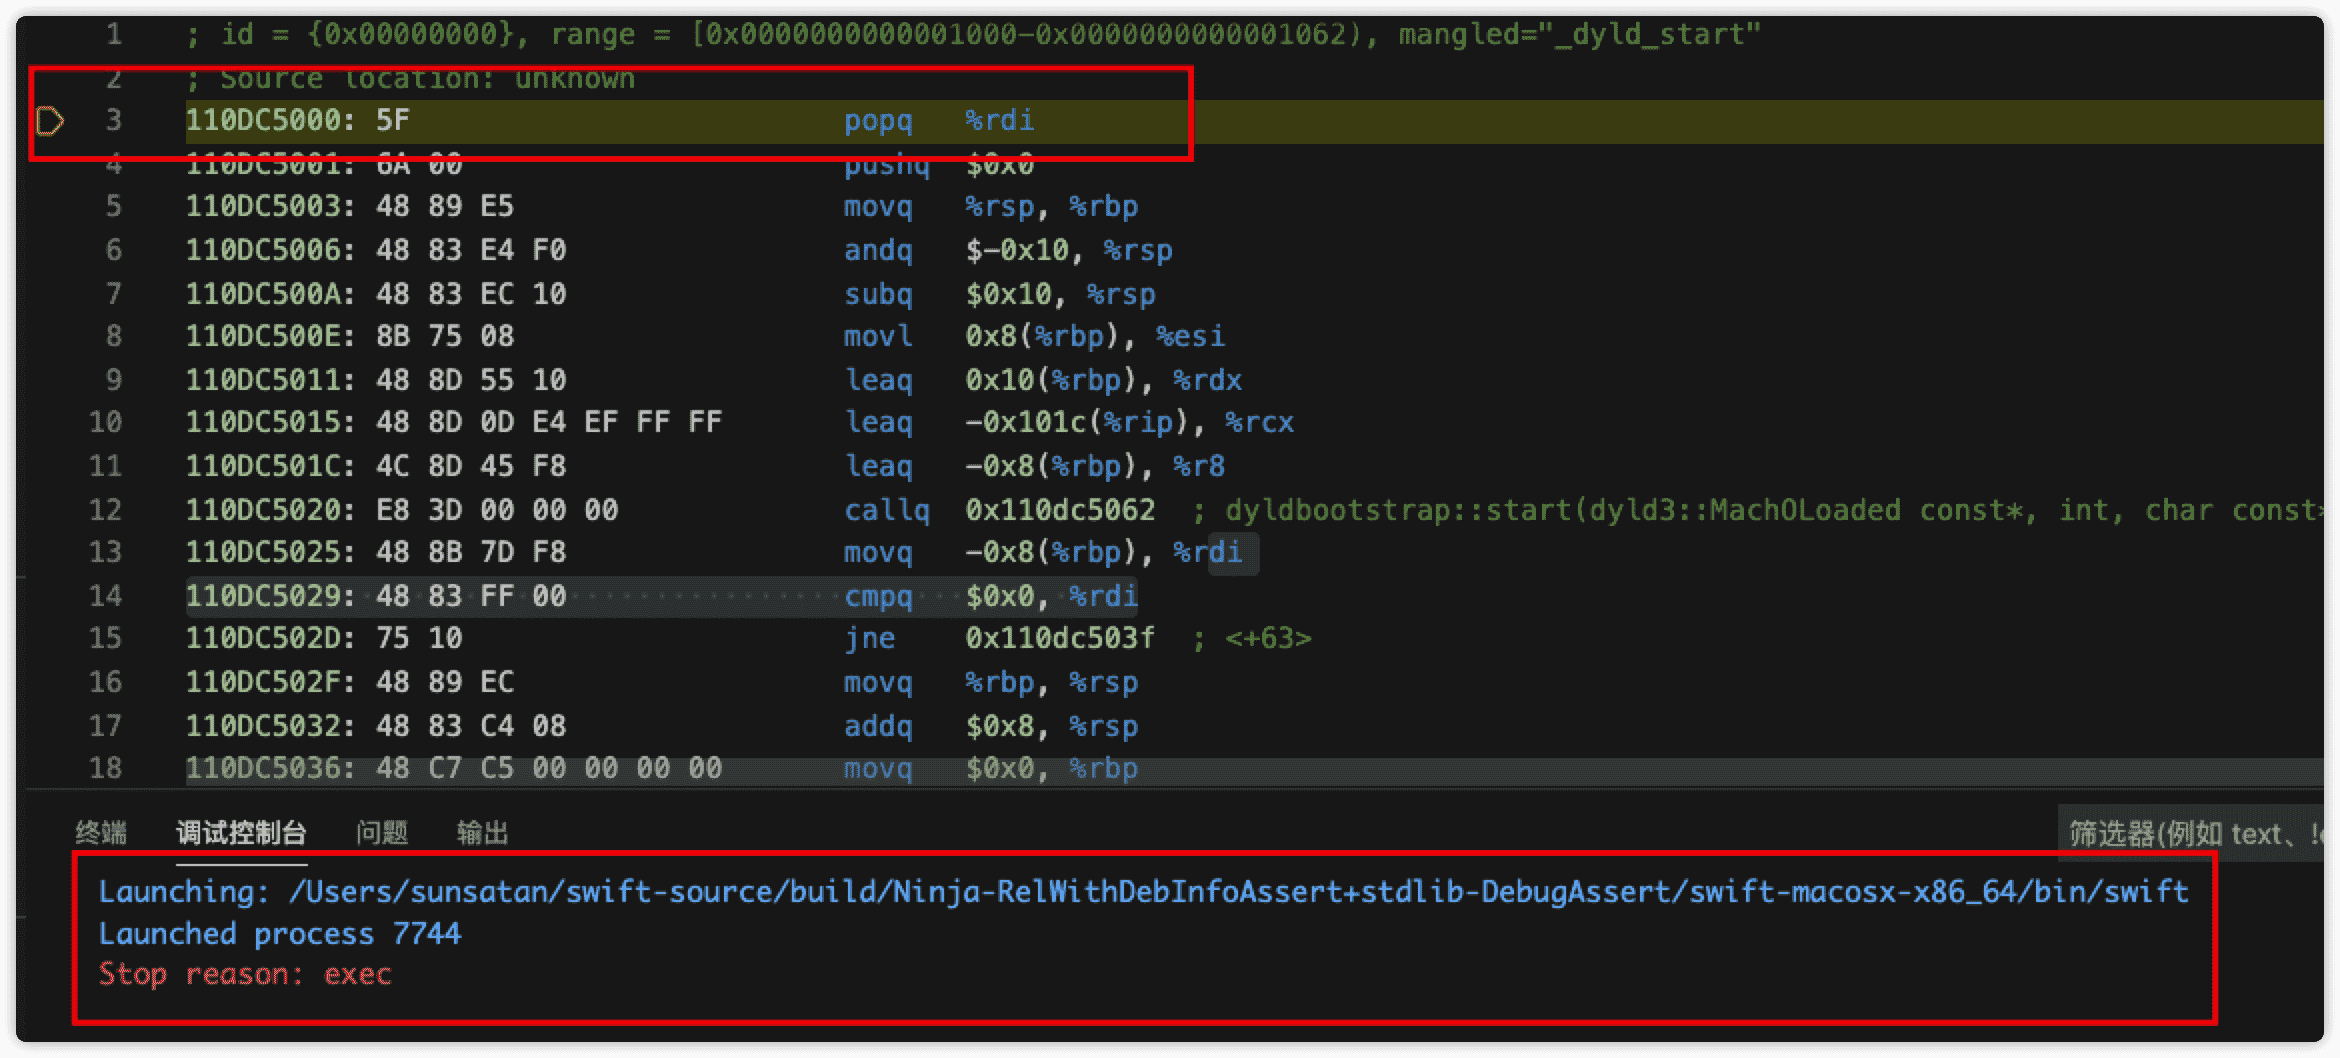 1 ; id = {0x00000000}, range = [0x0000000000001000-0x0000000000001062), mangled="_dyld_start"
2 ; Source location: unknown
3 110DC5000: 5F popq %rdi
4 110DC5001: 6A 00 pushq $0x0
5 110DC5003: 48 89 E5 movq %rsp, %rbp
6 110DC5006: 48 83 E4 F0 andq $-0x10, %rsp
7 110DC500A: 48 83 EC 10 subq $0x10, %rsp
8 110DC500E: 8B 75 08 movl 0x8(%rbp), %esi
9 110DC5011: 48 8D 55 10 leaq 0x10(%rbp), %rdx
10 110DC5015: 48 8D 0D E4 EF FF FF leaq -0x101c(%rip), %rcx
11 110DC501C: 4C 8D 45 F8 leaq -0x8(%rbp), %r8
12 110DC5020: E8 3D 00 00 00 callq 0x110dc5062 ; dyldbootstrap::start(dyld3::MachOLoaded const*, int, char const*
13 110DC5025: 48 8B 7D F8 movq -0x8(%rbp), %rdi
14 110DC5029: 48 83 FF 00 cmpq $0x0, %rdi
15 110DC502D: 75 10 jne 0x110dc503f ; <+63>
16 110DC502F: 48 89 EC movq %rbp, %rsp
17 110DC5032: 48 83 C4 08 addq $0x8, %rsp
18 110DC5036: 48 C7 C5 00 00 00 00 movq $0x0, %rbp
终端 调试控制台 问题 输出 筛选器(例如 text、!
Launching: /Users/sunsatan/swift-source/build/Ninja-RelWithDebInfoAssert+stdlib-DebugAssert/swift-macosx-x86_64/bin/swift
Launched process 7744
Stop reason: exec